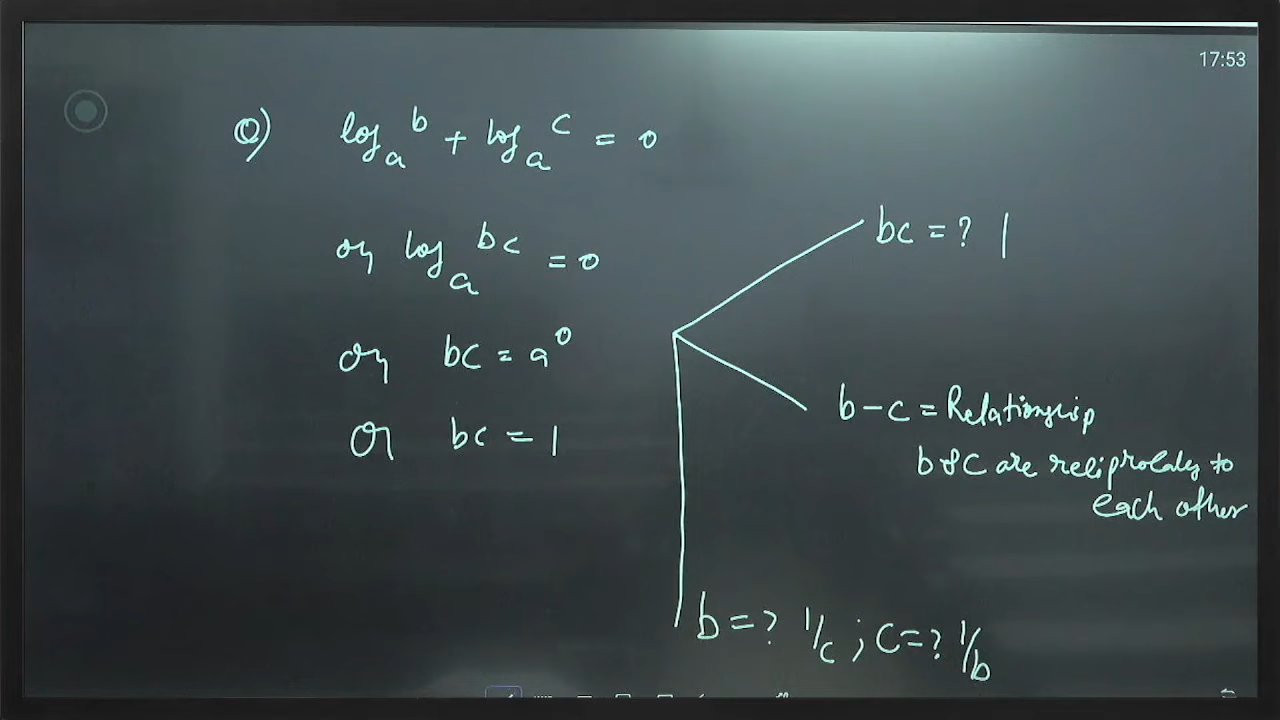 17:53
Q) log_a^b + log_a^c = 0
or log_a^bc = 0
or bc = a^0
or bc = 1
bc = ? 1
b - c = Relationship
b & c are reciprocal to
each other
b = ? 1/c ; c = ? 1/b